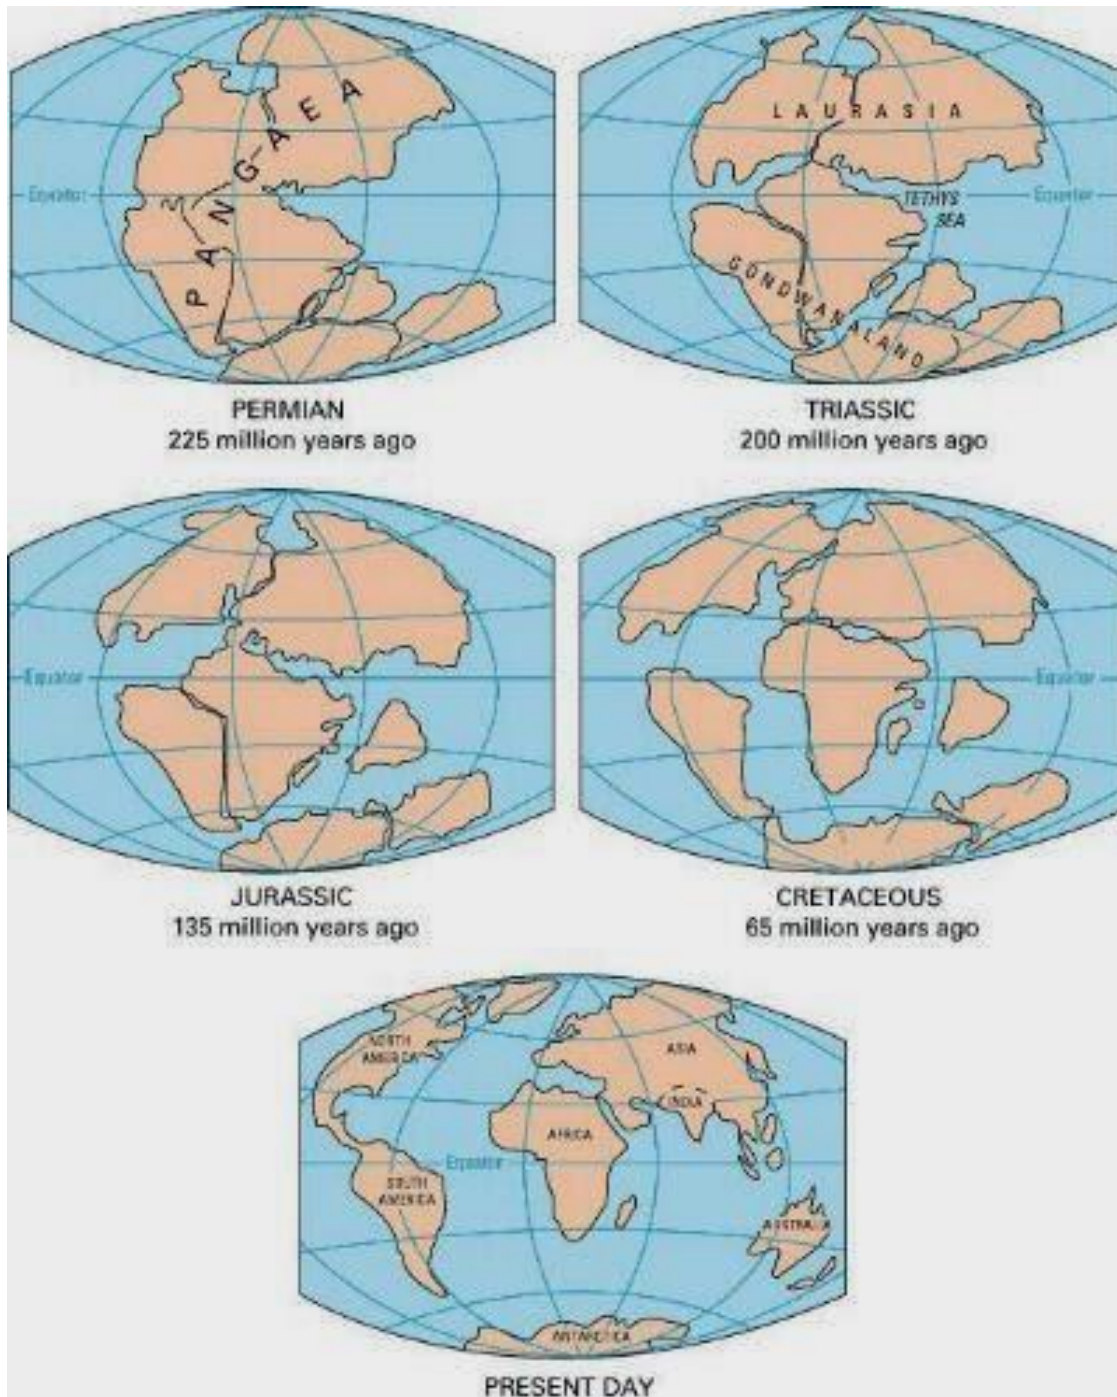 PANGAEA
Equator
PERMIAN
225 million years ago
LAURASIA
TETHYS
SEA
Equator
GONDWANALAND
TRIASSIC
200 million years ago
Equator
JURASSIC
135 million years ago
Equator
CRETACEOUS
65 million years ago
NORTH
AMERICA
ASIA
INDIA
AFRICA
Equator
SOUTH
AMERICA
AUSTRALIA
ANTARCTICA
PRESENT DAY